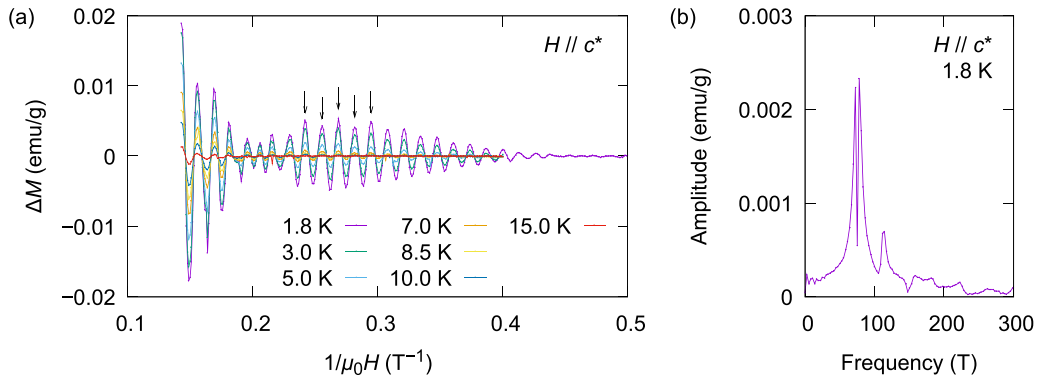 (a)
H // c*
ΔM (emu/g)
0.02
0.01
0
−0.01
−0.02
1.8 K
7.0 K
15.0 K
3.0 K
8.5 K
5.0 K
10.0 K
0.1
0.2
0.3
0.4
0.5
1/μ₀H (T⁻¹)
(b)
H // c*
1.8 K
Amplitude (emu/g)
0.003
0.002
0.001
0
0
100
200
300
Frequency (T)